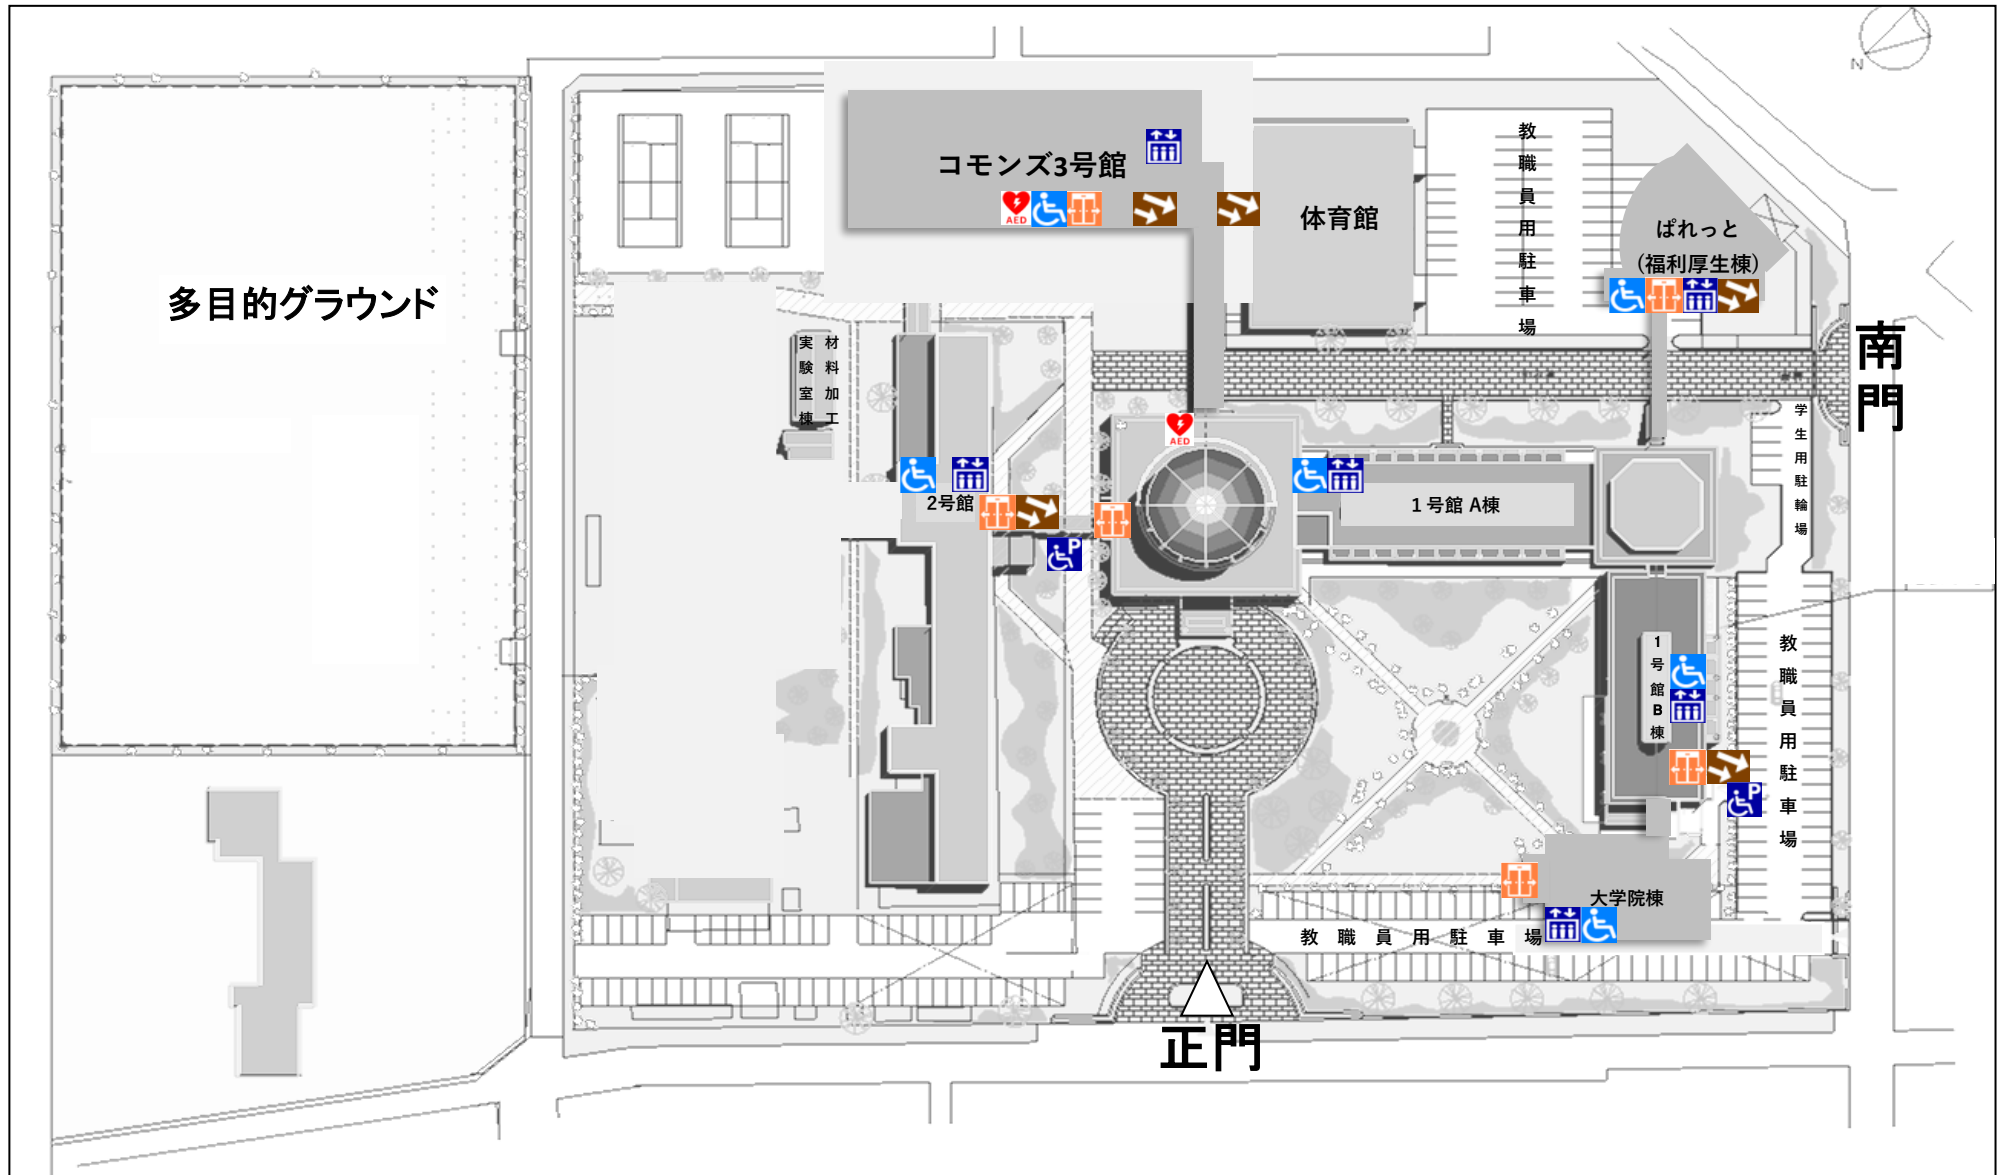 N
コモンズ3号館
AED
体育館
教職員用駐車場
ぱれっと
(福利厚生棟)
多目的グラウンド
材料加工
実験室棟
南門
学生用駐輪場
AED
2号館
P
1号館 A棟
1号館B棟
教職員用駐車場
P
大学院棟
教職員用駐車場
正門